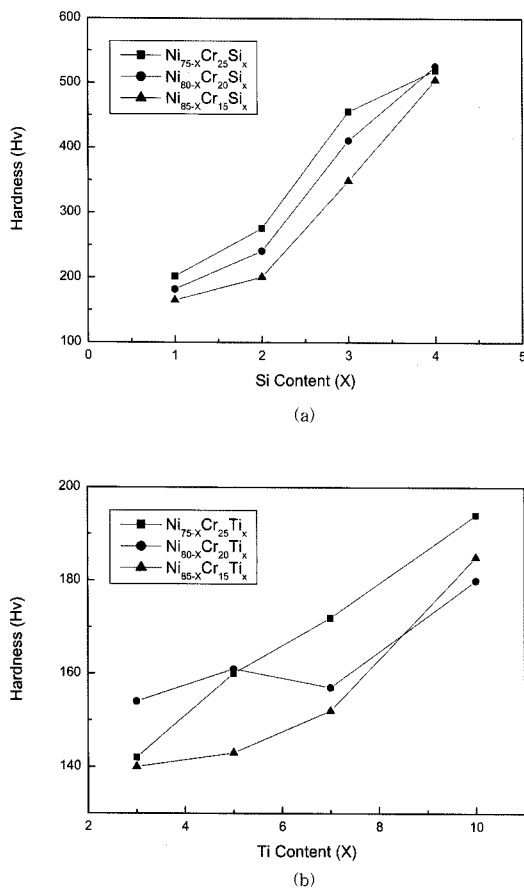 600
500
400
300
200
100
Hardness (Hv)
Ni75-XCr25Six
Ni80-XCr20Six
Ni85-XCr15Six
0 1 2 3 4 5
Si Content (X)
(a)
200
180
160
140
Hardness (Hv)
Ni75-XCr25Tix
Ni80-XCr20Tix
Ni85-XCr15Tix
2 4 6 8 10
Ti Content (X)
(b)